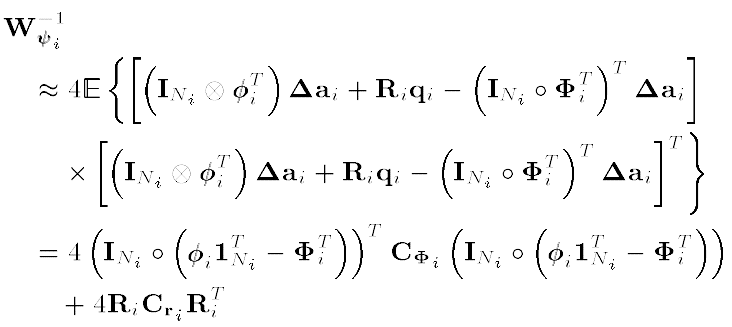 𝐖_{𝛙_i}^{−1}
≈ 4𝔼 { [ ( 𝐈_{N_i} ⊗ 𝛟_i^T ) 𝚫𝐚_i + 𝐑_i 𝐪_i − ( 𝐈_{N_i} ∘ 𝚽_i^T )^T 𝚫𝐚_i ]
× [ ( 𝐈_{N_i} ⊗ 𝛟_i^T ) 𝚫𝐚_i + 𝐑_i 𝐪_i − ( 𝐈_{N_i} ∘ 𝚽_i^T )^T 𝚫𝐚_i ]^T }
= 4 ( 𝐈_{N_i} ∘ ( 𝛟_i 𝟏_{N_i}^T − 𝚽_i^T ) )^T 𝐂_{𝚽_i} ( 𝐈_{N_i} ∘ ( 𝛟_i 𝟏_{N_i}^T − 𝚽_i^T ) )
+ 4𝐑_i 𝐂_{𝐫_i} 𝐑_i^T